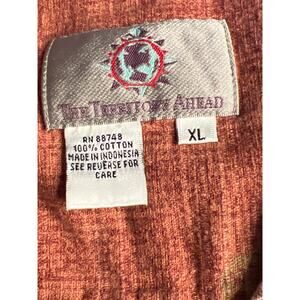 THE TERRITORY AHEAD
RN 88748
100% COTTON
MADE IN INDONESIA
SEE REVERSE FOR
CARE
XL